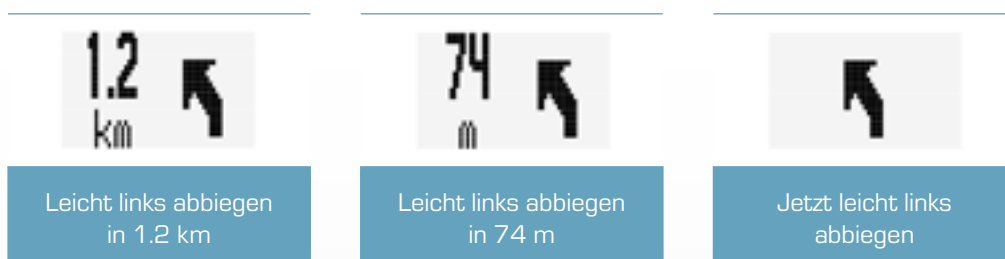 1.2
km
Leicht links abbiegen
in 1.2 km
74
m
Leicht links abbiegen
in 74 m
Jetzt leicht links
abbiegen